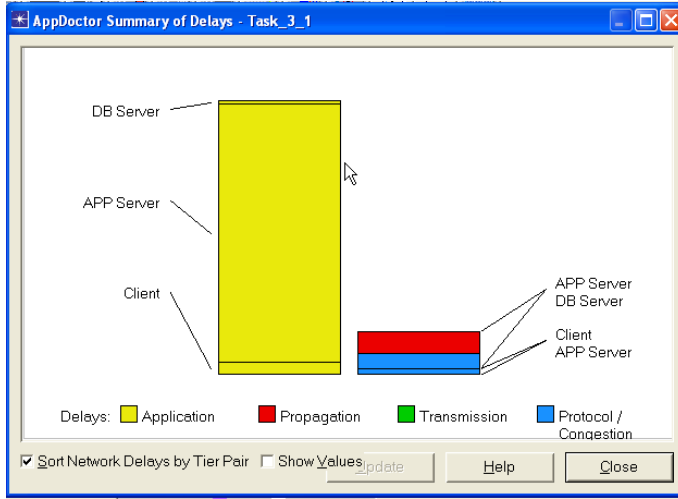 AppDoctor Summary of Delays - Task_3_1
DB Server
APP Server
Client
APP Server
DB Server
Client
APP Server
Delays: Application Propagation Transmission Protocol /
Congestion
Sort Network Delays by Tier Pair Show Values Update Help Close